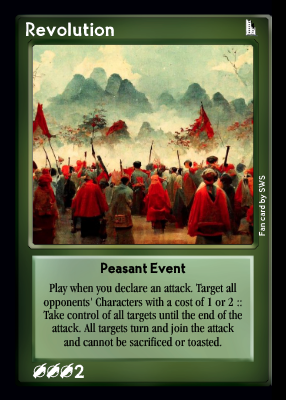 Revolution
Fan card by SWS
Peasant Event
Play when you declare an attack. Target all
opponents' Characters with a cost of 1 or 2 ::
Take control of all targets until the end of the
attack. All targets turn and join the attack
and cannot be sacrificed or toasted.
2